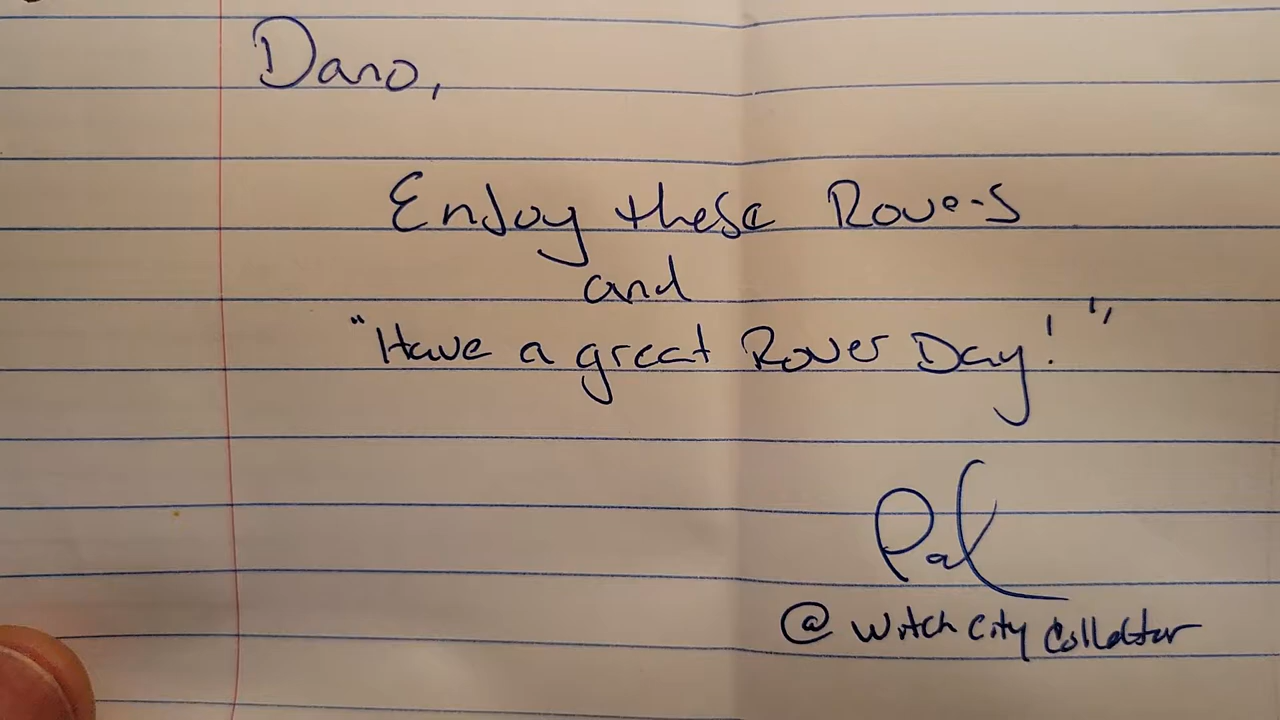 Dano,
Enjoy these Rovers
and
"Have a great Rover Day!"
Pal
@ Witch City Collector